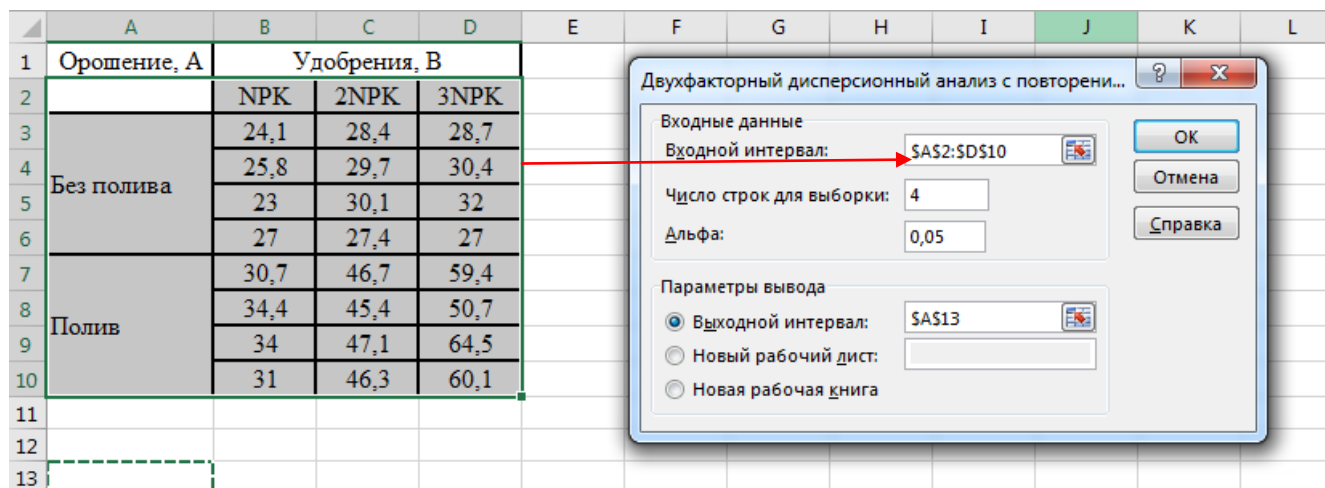 A B C D E F G H I J K L
1 Орошение, А Удобрения, В
2 NPK 2NPK 3NPK
3 24,1 28,4 28,7
4 25,8 29,7 30,4
Без полива
5 23 30,1 32
6 27 27,4 27
7 30,7 46,7 59,4
8 34,4 45,4 50,7
Полив
9 34 47,1 64,5
10 31 46,3 60,1
11
12
13
Двухфакторный дисперсионный анализ с повторени... ? X
Входные данные
Входной интервал: $A$2:$D$10
Число строк для выборки: 4
Альфа: 0,05
Параметры вывода
Выходной интервал: $A$13
Новый рабочий лист:
Новая рабочая книга
ОК
Отмена
Справка